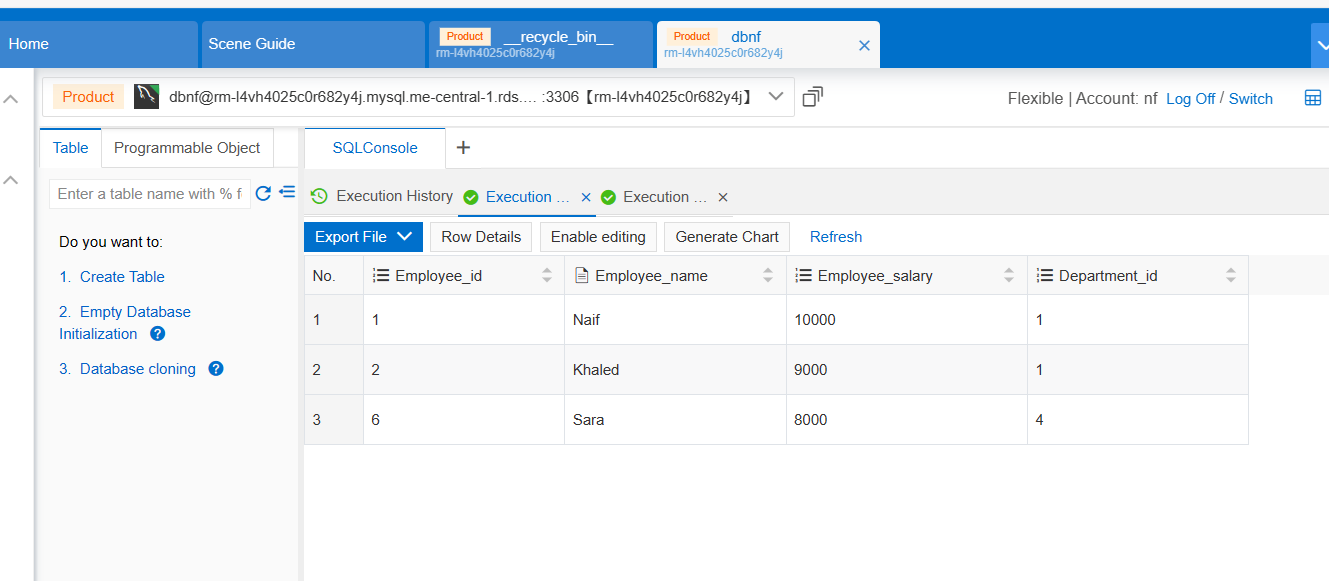 Home
Scene Guide
Product __recycle_bin__
rm-l4vh4025c0r682y4j
Product dbnf
rm-l4vh4025c0r682y4j
Product dbnf@rm-l4vh4025c0r682y4j.mysql.me-central-1.rds.... :3306【rm-l4vh4025c0r682y4j】
Flexible | Account: nf Log Off / Switch
Table Programmable Object
SQLConsole +
Enter a table name with % f
Execution History Execution ... Execution ...
Do you want to:
1. Create Table
2. Empty Database
Initialization ?
3. Database cloning ?
Export File Row Details Enable editing Generate Chart Refresh
No. Employee_id Employee_name Employee_salary Department_id
1 1 Naif 10000 1
2 2 Khaled 9000 1
3 6 Sara 8000 4